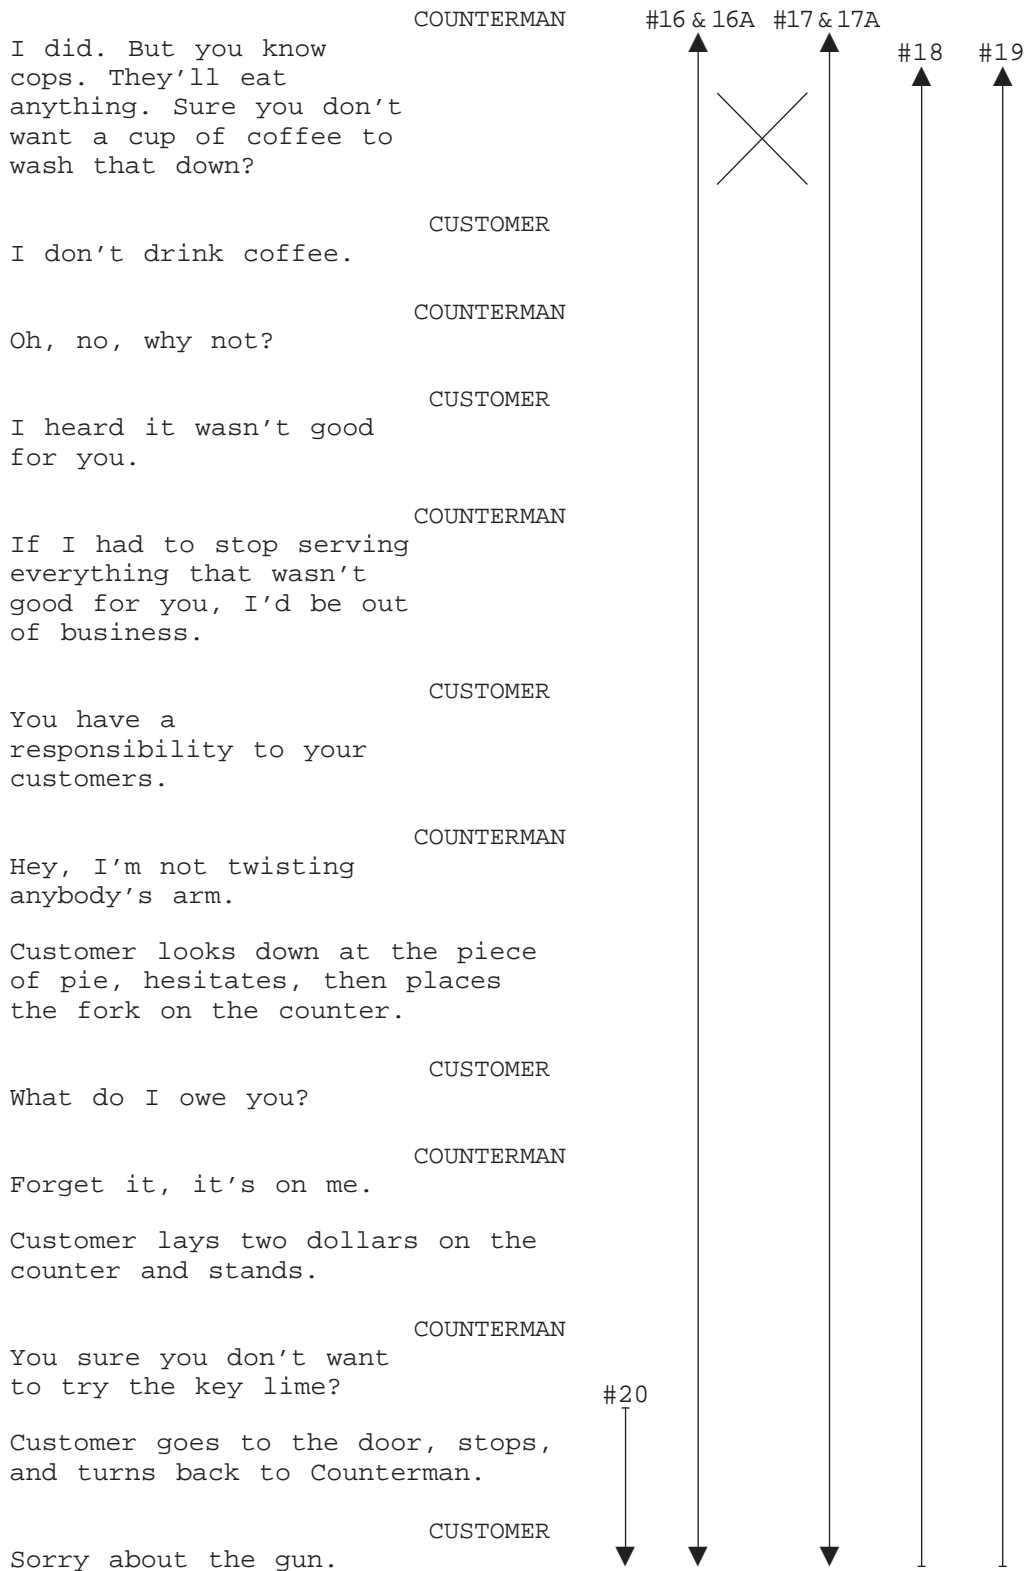 COUNTERMAN #16 & 16A #17 & 17A
I did. But you know #18 #19
cops. They’ll eat
anything. Sure you don’t
want a cup of coffee to
wash that down?
CUSTOMER
I don’t drink coffee.
COUNTERMAN
Oh, no, why not?
CUSTOMER
I heard it wasn’t good
for you.
COUNTERMAN
If I had to stop serving
everything that wasn’t
good for you, I’d be out
of business.
CUSTOMER
You have a
responsibility to your
customers.
COUNTERMAN
Hey, I’m not twisting
anybody’s arm.
Customer looks down at the piece
of pie, hesitates, then places
the fork on the counter.
CUSTOMER
What do I owe you?
COUNTERMAN
Forget it, it’s on me.
Customer lays two dollars on the
counter and stands.
COUNTERMAN
You sure you don’t want
to try the key lime? #20
Customer goes to the door, stops,
and turns back to Counterman.
CUSTOMER
Sorry about the gun.